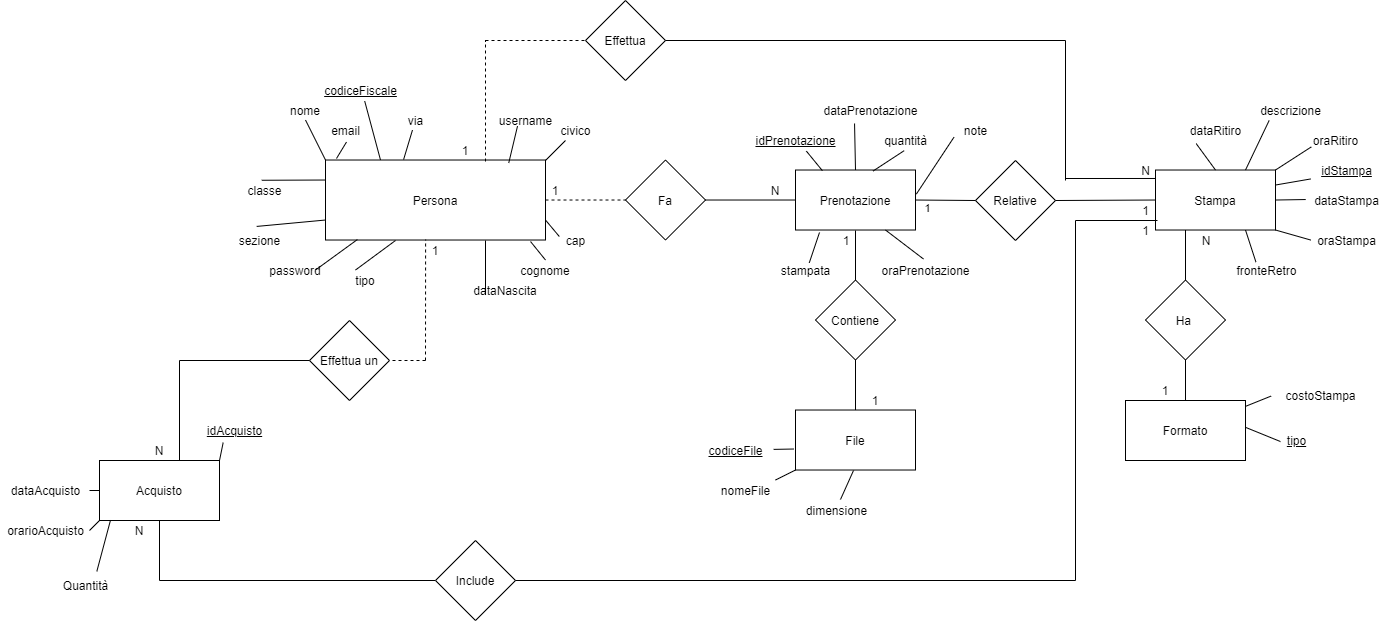 Effettua
codiceFiscale
nome
email
via
username
civico
1
classe
Persona
1
sezione
password
tipo
dataNascita
cognome
cap
1
Fa
N
dataPrenotazione
idPrenotazione
quantità
note
Prenotazione
1
stampata
1
oraPrenotazione
Relative
descrizione
dataRitiro
oraRitiro
N
idStampa
Stampa
dataStampa
1
1
N
oraStampa
fronteRetro
Contiene
Ha
Effettua un
1
1
costoStampa
File
Formato
tipo
codiceFile
nomeFile
dimensione
idAcquisto
N
dataAcquisto
Acquisto
orarioAcquisto
N
Quantità
Include